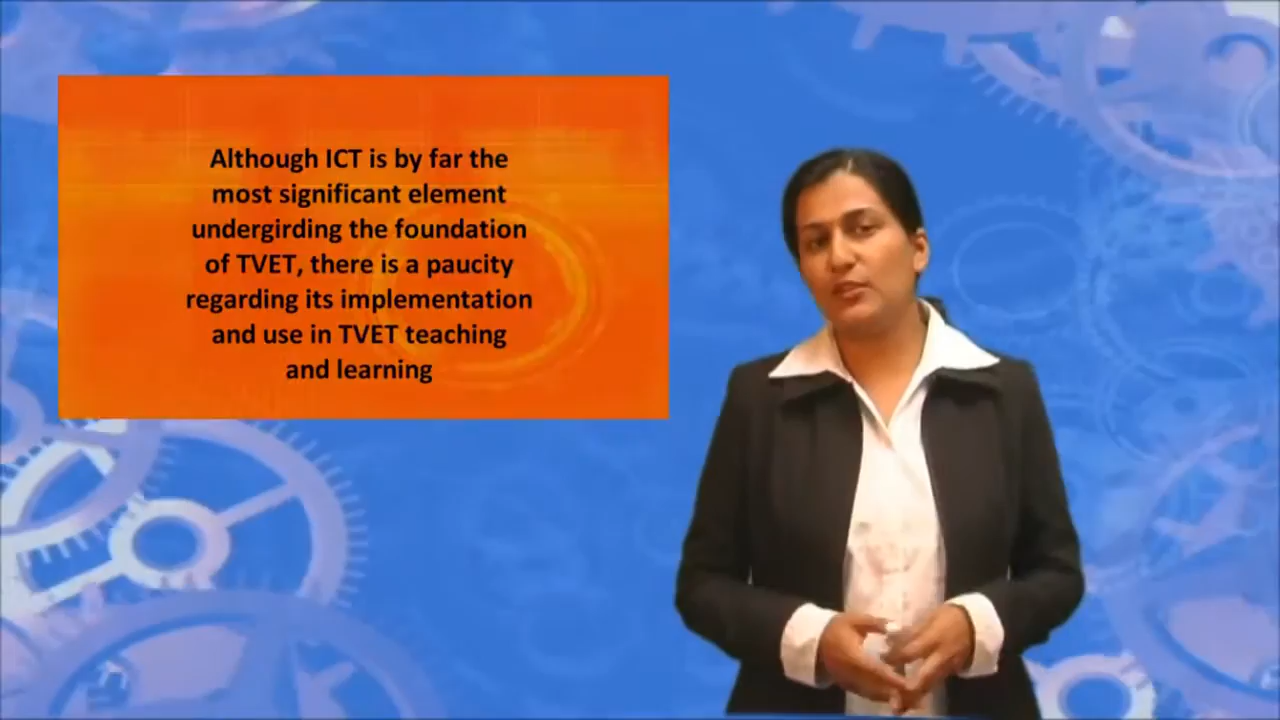 Although ICT is by far the
most significant element
undergirding the foundation
of TVET, there is a paucity
regarding its implementation
and use in TVET teaching
and learning